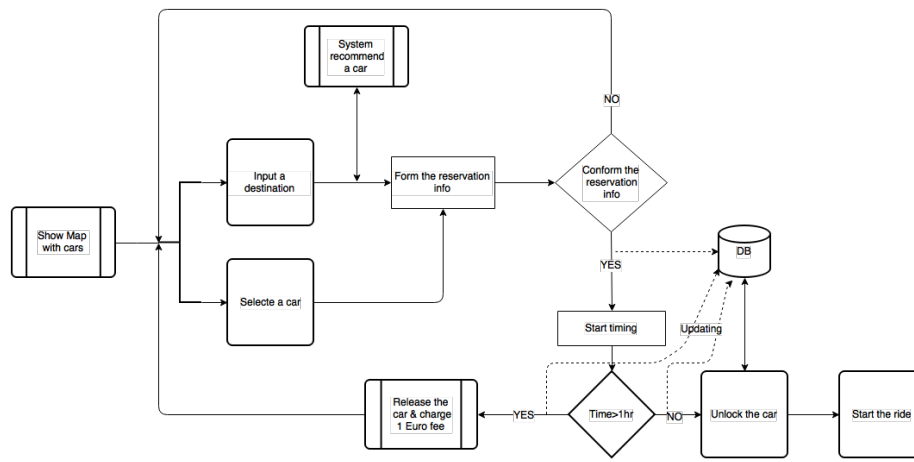 System
recommend
a car
NO
Input a
destination
Form the reservation
info
Conform the
reservation
info
Show Map
with cars
DB
YES
Selecte a car
Start timing
Updating
Release the
car & charge
1 Euro fee
YES
Time>1hr
NO
Unlock the car
Start the ride